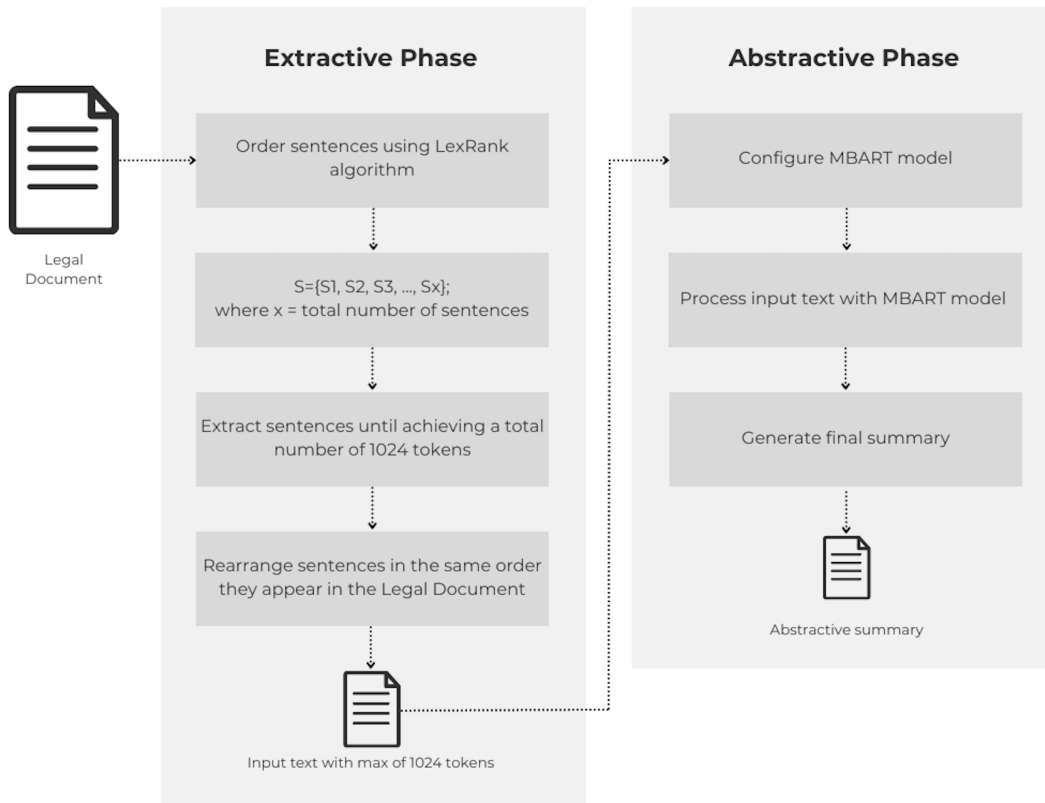 Legal
Document
Extractive Phase
Order sentences using LexRank
algorithm
S={S1, S2, S3, ..., Sx};
where x = total number of sentences
Extract sentences until achieving a total
number of 1024 tokens
Rearrange sentences in the same order
they appear in the Legal Document
Input text with max of 1024 tokens
Abstractive Phase
Configure MBART model
Process input text with MBART model
Generate final summary
Abstractive summary